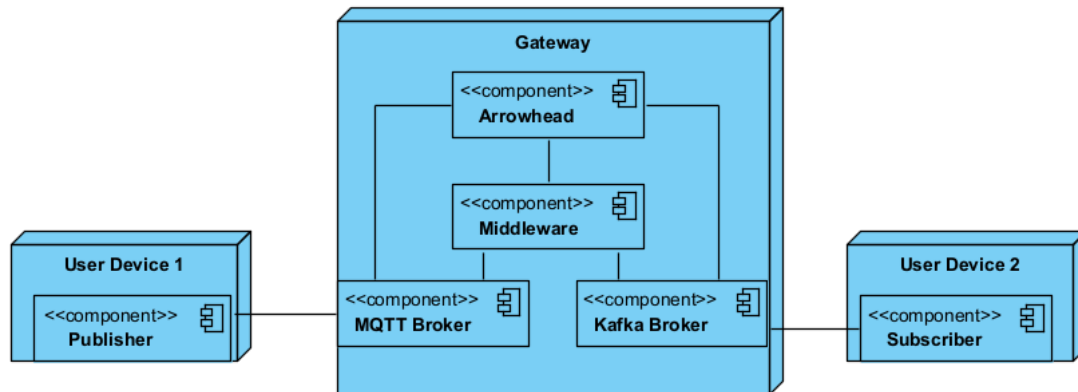 Gateway
<<component>>
Arrowhead
<<component>>
Middleware
User Device 1
<<component>>
Publisher
<<component>>
MQTT Broker
<<component>>
Kafka Broker
User Device 2
<<component>>
Subscriber